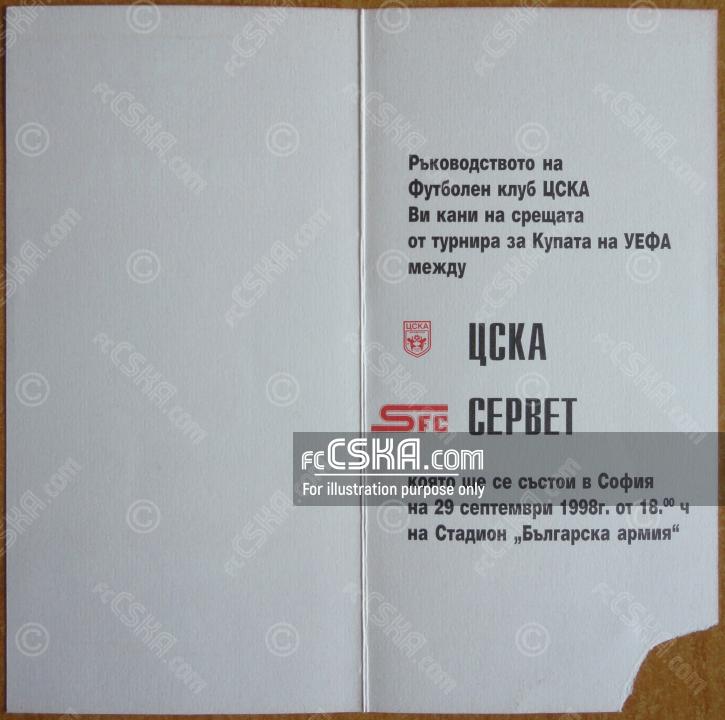 Ръководството на
Футболен клуб ЦСКА
Ви кани на срещата
от турнира за Купата на УЕФА
между
ЦСКА
ЦСКА
SFC
СЕРВЕТ
fcCSKA.com
For illustration purpose only
която ще се състои в София
на 29 септември 1998г. от 18.⁰⁰ ч
на Стадион „Българска армия“